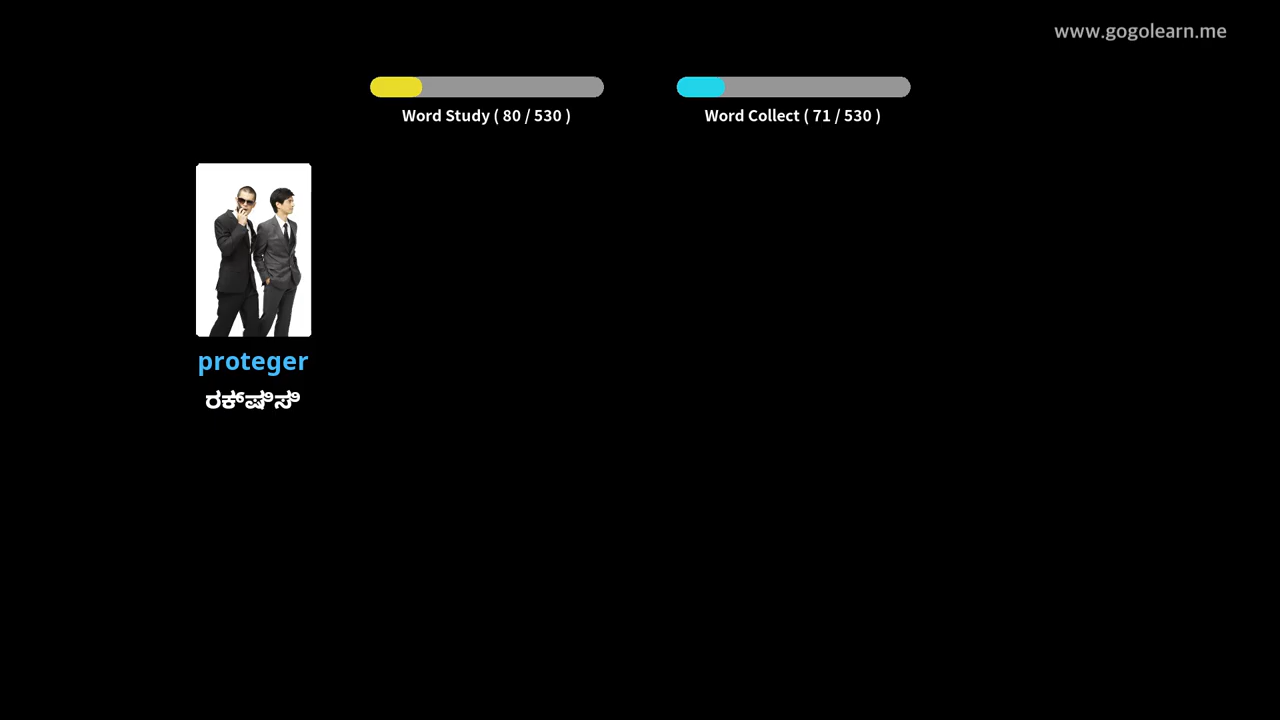 www.gogolearn.me
Word Study ( 80 / 530 )
Word Collect ( 71 / 530 )
proteger
ರಕ್ಷಿಸಿ